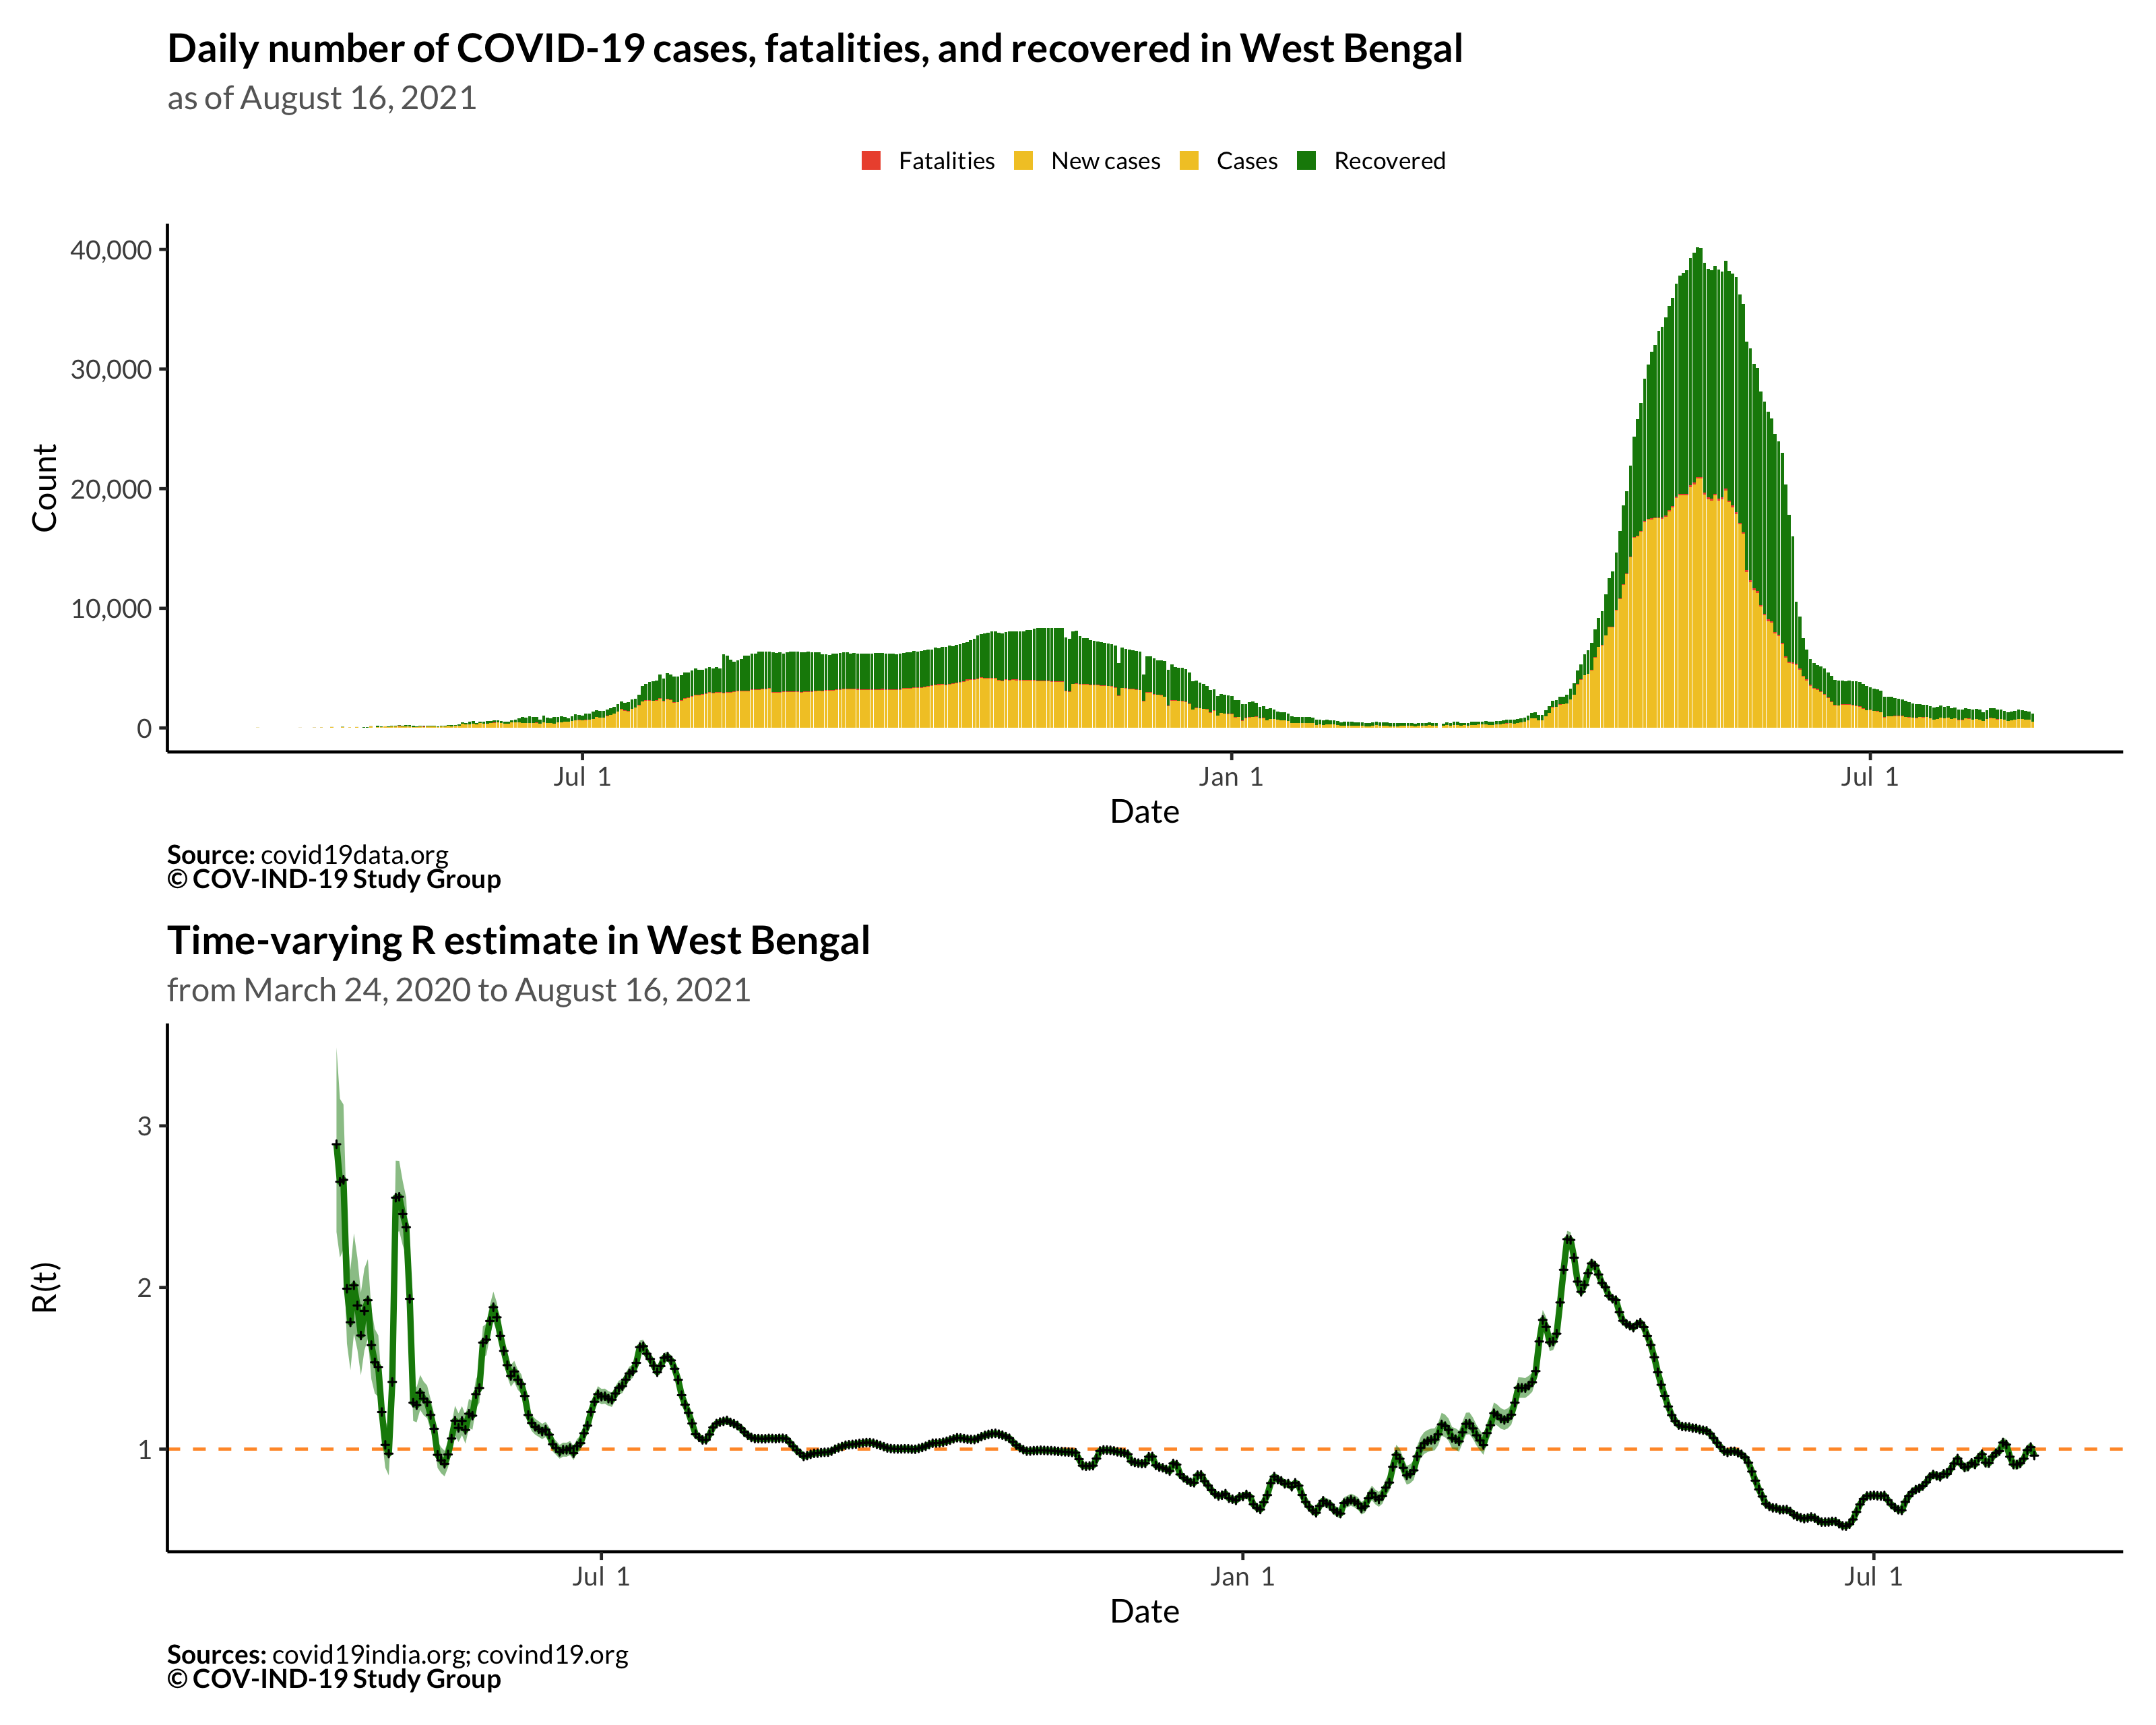 Daily number of COVID-19 cases, fatalities, and recovered in West Bengal
as of August 16, 2021
Fatalities New cases Cases Recovered
Count
40,000
30,000
20,000
10,000
0
Jul 1 Jan 1 Jul 1
Date
Source: covid19data.org
© COV-IND-19 Study Group
Time-varying R estimate in West Bengal
from March 24, 2020 to August 16, 2021
R(t)
3
2
1
Jul 1 Jan 1 Jul 1
Date
Sources: covid19india.org; covind19.org
© COV-IND-19 Study Group